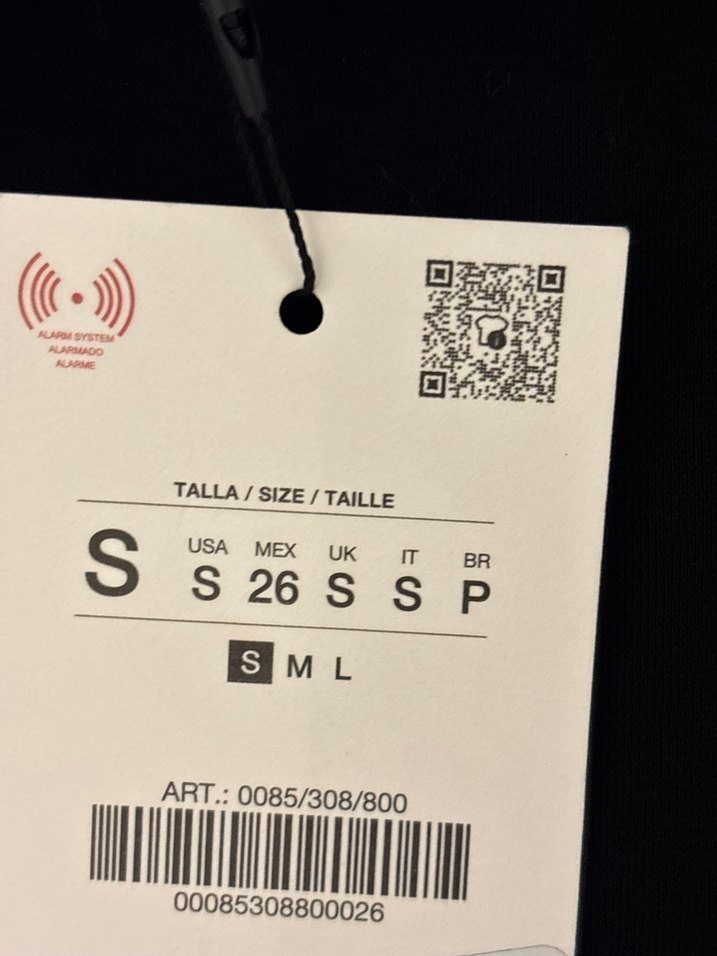 ALARM SYSTEM
ALARMADO
ALARME
TALLA / SIZE / TAILLE
S
USA MEX UK IT BR
S 26 S S P
S M L
ART.: 0085/308/800
00085308800026